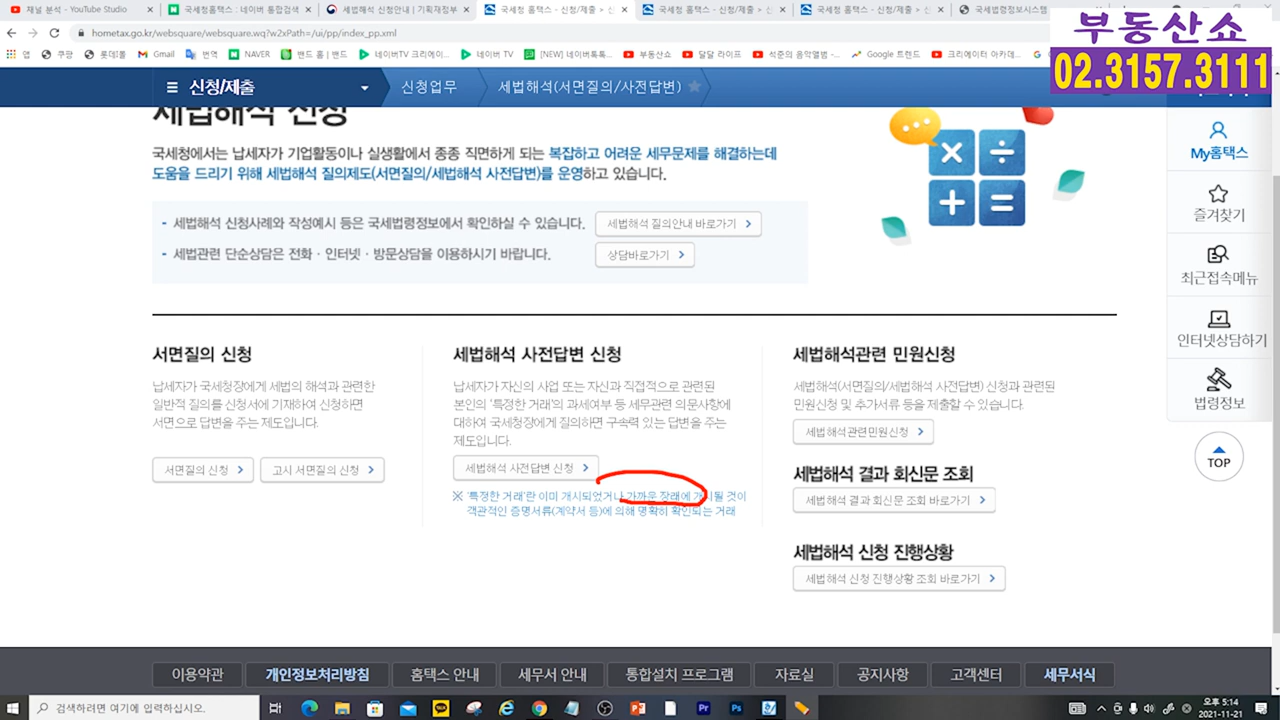 채널 분석 - YouTube Studio
국세청홈택스 : 네이버 통합검색
세법해석 신청안내 | 기획재정부
국세청 홈택스 - 신청/제출 > 신
국세청 홈택스 - 신청/제출 > 신
국세청 홈택스 - 신청/제출 > 신
국세법령정보시스템
부동산쇼
02.3157.3111
hometax.go.kr/websquare/websquare.wq?w2xPath=/ui/pp/index_pp.xml
앱
쿠팡
롯데몰
Gmail
번역
NAVER
밴드 홈 | 밴드
네이버TV 크리에이...
네이버 TV
[NEW] 네이버톡톡...
부동산쇼
달달 라이프
석준의 음악앨범 -...
Google 트렌드
크리에이터 아카데...
신청/제출
신청업무
세법해석(서면질의/사전답변)
세법해석 신청
국세청에서는 납세자가 기업활동이나 실생활에서 종종 직면하게 되는 복잡하고 어려운 세무문제를 해결하는데
도움을 드리기 위해 세법해석 질의제도(서면질의/세법해석 사전답변)를 운영하고 있습니다.
- 세법해석 신청사례와 작성예시 등은 국세법령정보에서 확인하실 수 있습니다.
세법해석 질의안내 바로가기 >
- 세법관련 단순상담은 전화 · 인터넷 · 방문상담을 이용하시기 바랍니다.
상담바로가기 >
My홈택스
즐겨찾기
최근접속메뉴
인터넷상담하기
법령정보
TOP
서면질의 신청
납세자가 국세청장에게 세법의 해석과 관련한
일반적 질의를 신청서에 기재하여 신청하면
서면으로 답변을 주는 제도입니다.
서면질의 신청 >
고시 서면질의 신청 >
세법해석 사전답변 신청
납세자가 자신의 사업 또는 자신과 직접적으로 관련된
본인의 '특정한 거래'의 과세여부 등 세무관련 의문사항에
대하여 국세청장에게 질의하면 구속력 있는 답변을 주는
제도입니다.
세법해석 사전답변 신청 >
※ '특정한 거래'란 이미 개시되었거나 가까운 장래에 개시될 것이
객관적인 증명서류(계약서 등)에 의해 명확히 확인되는 거래
세법해석관련 민원신청
세법해석(서면질의/세법해석 사전답변) 신청과 관련된
민원신청 및 추가서류 등을 제출할 수 있습니다.
세법해석관련민원신청 >
세법해석 결과 회신문 조회
세법해석 결과 회신문 조회 바로가기 >
세법해석 신청 진행상황
세법해석 신청 진행상황 조회 바로가기 >
이용약관
개인정보처리방침
홈택스 안내
세무서 안내
통합설치 프로그램
자료실
공지사항
고객센터
세무서식
검색하려면 여기에 입력하십시오.
오후 5:14
2021-11-21